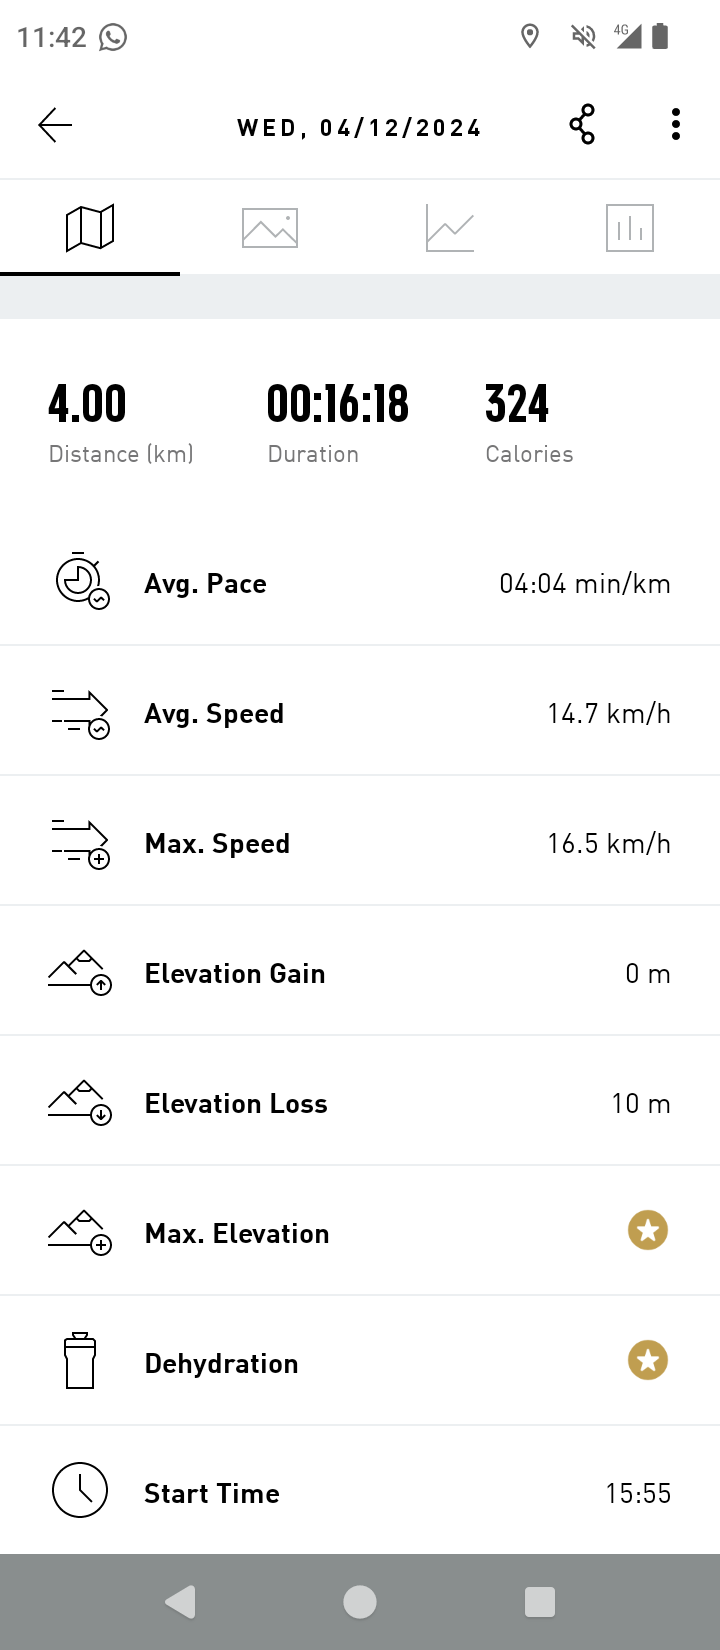 11:42
4G
WED, 04/12/2024
4.00 00:16:18 324
Distance (km) Duration Calories
Avg. Pace 04:04 min/km
Avg. Speed 14.7 km/h
Max. Speed 16.5 km/h
Elevation Gain 0 m
Elevation Loss 10 m
Max. Elevation
Dehydration
Start Time 15:55